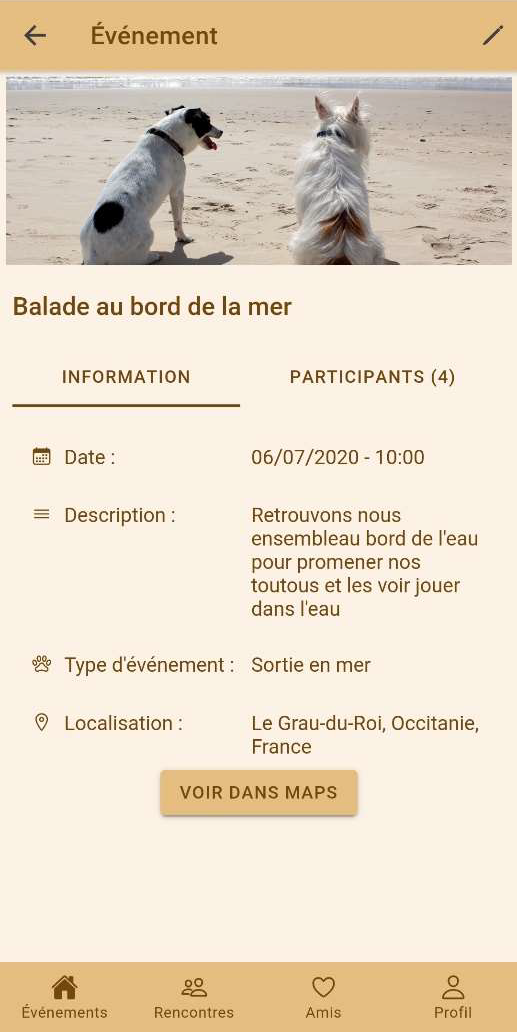 Événement
Balade au bord de la mer
INFORMATION PARTICIPANTS (4)
Date : 06/07/2020 - 10:00
Description : Retrouvons nous
ensembleau bord de l'eau
pour promener nos
toutous et les voir jouer
dans l'eau
Type d'événement : Sortie en mer
Localisation : Le Grau-du-Roi, Occitanie,
France
VOIR DANS MAPS
Événements Rencontres Amis Profil